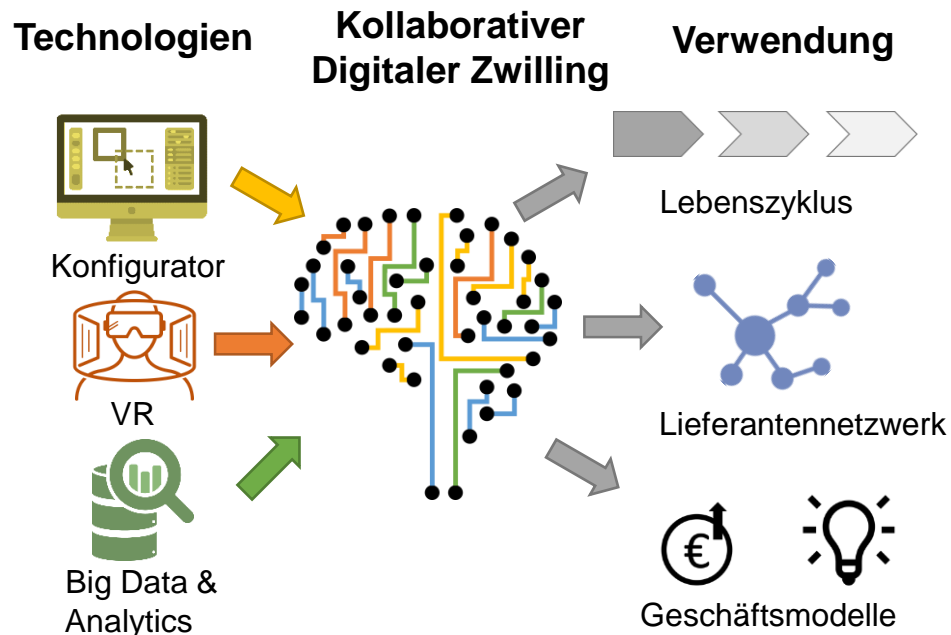 Technologien
Kollaborativer
Digitaler Zwilling
Verwendung
Konfigurator
VR
Big Data &
Analytics
Lebenszyklus
Lieferantennetzwerk
€
Geschäftsmodelle